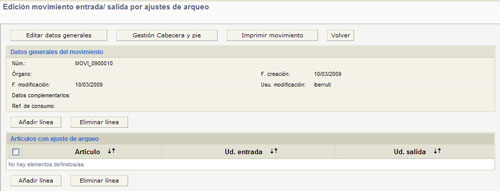 Edición movimiento entrada/ salida por ajustes de arqueo
Editar datos generales Gestión Cabecera y pie Imprimir movimiento Volver
Datos generales del movimiento
Núm.: MOVI_0900010
Órgano: F. creación: 10/03/2009
F. modificación: 10/03/2009 Usu. modificación: iberruti
Datos complementarios:
Ref. de consumo:
Añadir línea Eliminar línea
Artículos con ajuste de arqueo
Artículo Ud. entrada Ud. salida
No hay elementos definidos/as.
Añadir línea Eliminar línea